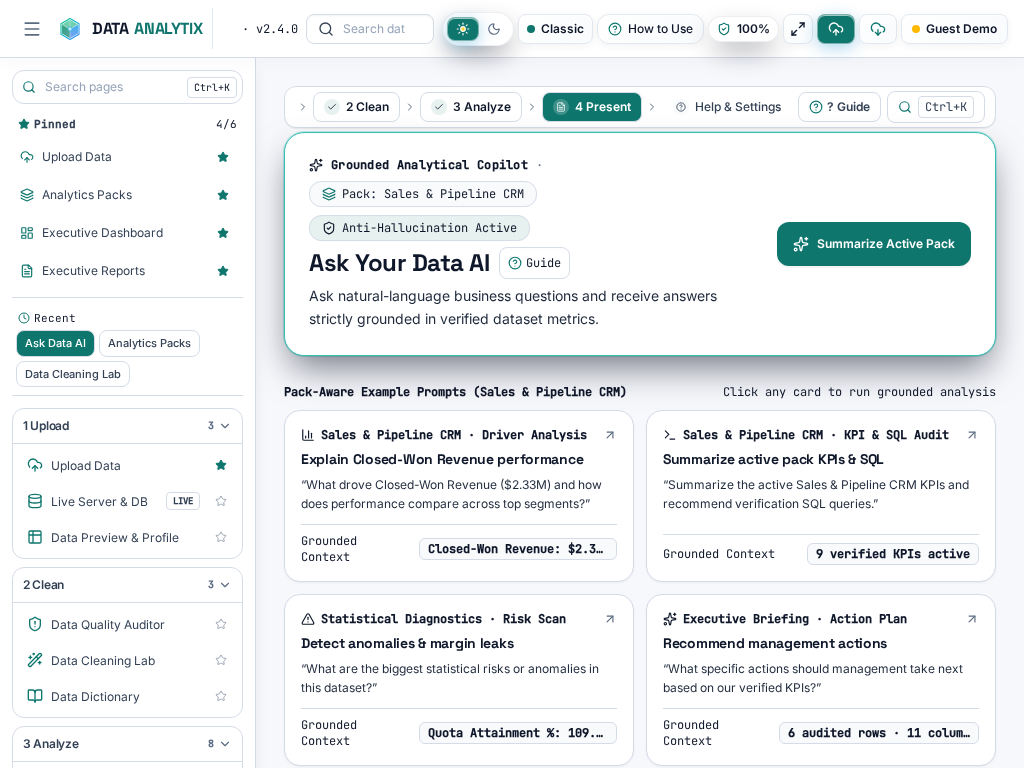 DATA ANALYTIX
· v2.4.0
Search dat
Classic
How to Use
100%
Guest Demo
Search pages
Ctrl+K
Pinned
4/6
Upload Data
Analytics Packs
Executive Dashboard
Executive Reports
Recent
Ask Data AI
Analytics Packs
Data Cleaning Lab
1 Upload
3
Upload Data
Live Server & DB
LIVE
Data Preview & Profile
2 Clean
3
Data Quality Auditor
Data Cleaning Lab
Data Dictionary
3 Analyze
8
2 Clean
3 Analyze
4 Present
Help & Settings
? Guide
Ctrl+K
Grounded Analytical Copilot ·
Pack: Sales & Pipeline CRM
Anti-Hallucination Active
Ask Your Data AI
Guide
Ask natural-language business questions and receive answers
strictly grounded in verified dataset metrics.
Summarize Active Pack
Pack-Aware Example Prompts (Sales & Pipeline CRM)
Click any card to run grounded analysis
Sales & Pipeline CRM · Driver Analysis
Explain Closed-Won Revenue performance
“What drove Closed-Won Revenue ($2.33M) and how
does performance compare across top segments?”
Grounded
Context
Closed-Won Revenue: $2.3…
Sales & Pipeline CRM · KPI & SQL Audit
Summarize active pack KPIs & SQL
“Summarize the active Sales & Pipeline CRM KPIs and
recommend verification SQL queries.”
Grounded Context
9 verified KPIs active
Statistical Diagnostics · Risk Scan
Detect anomalies & margin leaks
“What are the biggest statistical risks or anomalies in
this dataset?”
Grounded
Context
Quota Attainment %: 109.…
Executive Briefing · Action Plan
Recommend management actions
“What specific actions should management take next
based on our verified KPIs?”
Grounded
Context
6 audited rows · 11 colum…